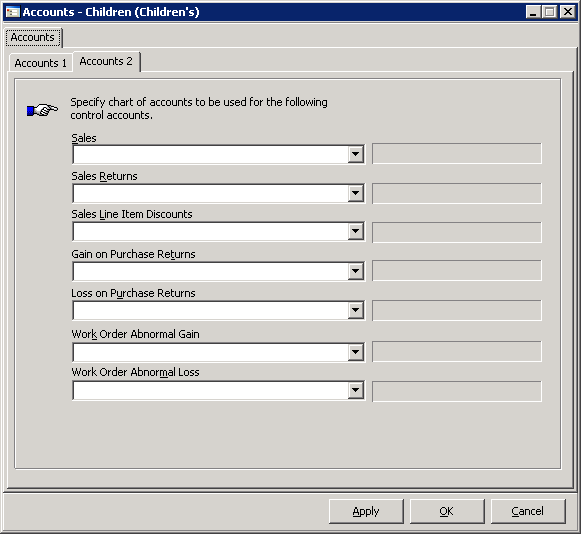 Accounts - Children (Children's)
Accounts
Accounts 1
Accounts 2
Specify chart of accounts to be used for the following
control accounts.
Sales
Sales Returns
Sales Line Item Discounts
Gain on Purchase Returns
Loss on Purchase Returns
Work Order Abnormal Gain
Work Order Abnormal Loss
Apply
OK
Cancel